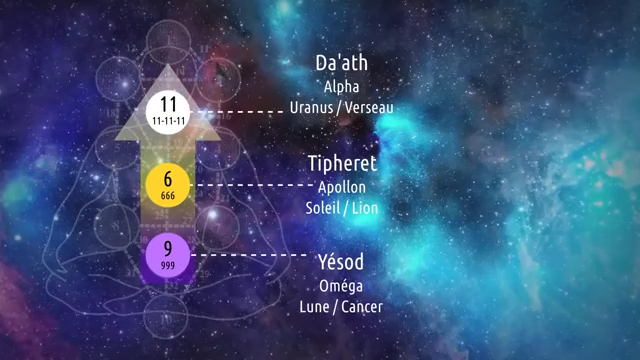 11
11-11-11
Da'ath
Alpha
Uranus / Verseau
6
666
Tipheret
Apollon
Soleil / Lion
9
999
Yésod
Oméga
Lune / Cancer